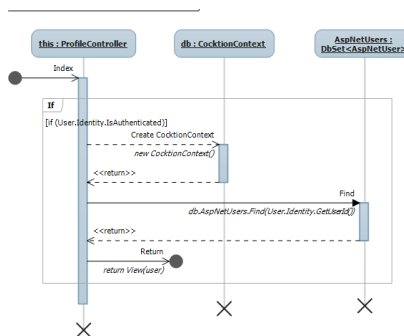 this : ProfileController
db : CocktionContext
AspNetUsers :
DbSet<AspNetUser>
Index
If
[if (User.Identity.IsAuthenticated)]
Create CocktionContext
new CocktionContext()
<<return>>
Find
db.AspNetUsers.Find(User.Identity.GetUserId())
<<return>>
Return
return View(user)